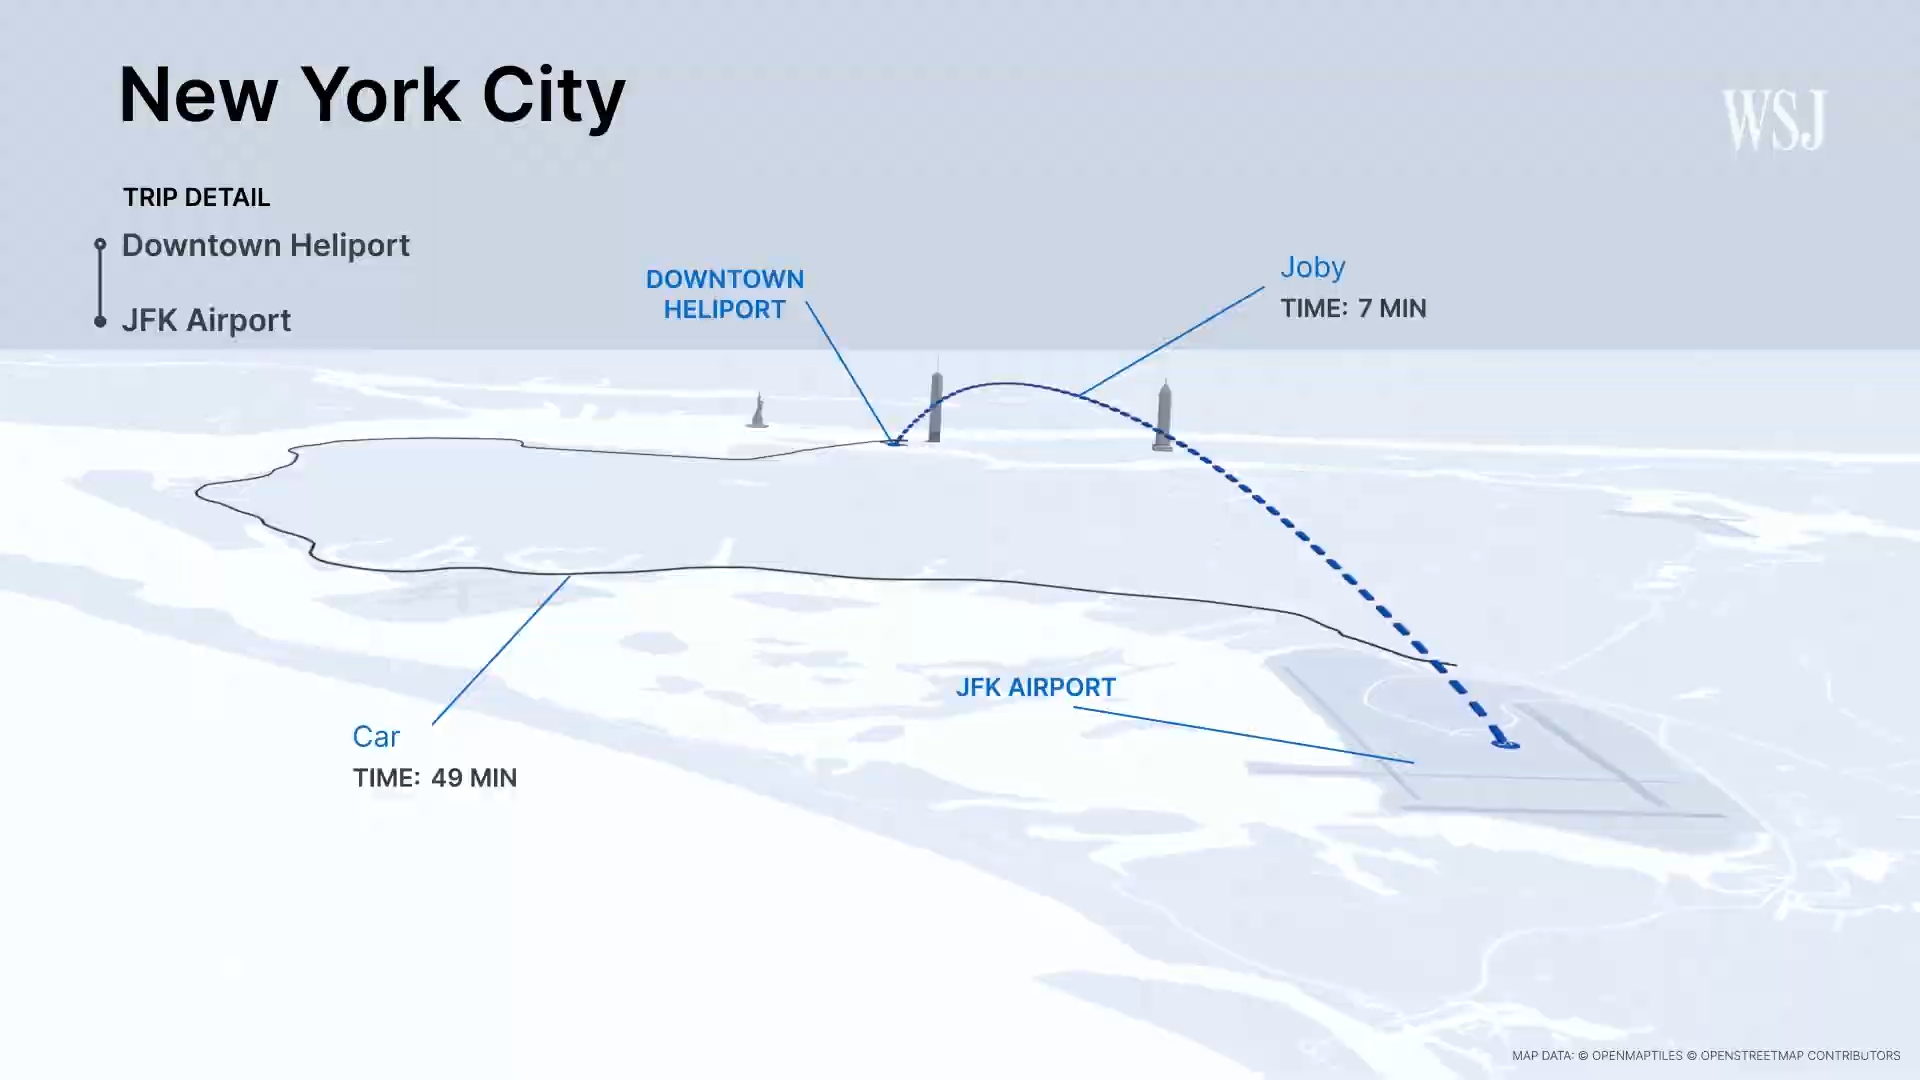 New York City
WSJ
TRIP DETAIL
Downtown Heliport
JFK Airport
DOWNTOWN
HELIPORT
Joby
TIME: 7 MIN
JFK AIRPORT
Car
TIME: 49 MIN
MAP DATA: © OPENMAPTILES © OPENSTREETMAP CONTRIBUTORS